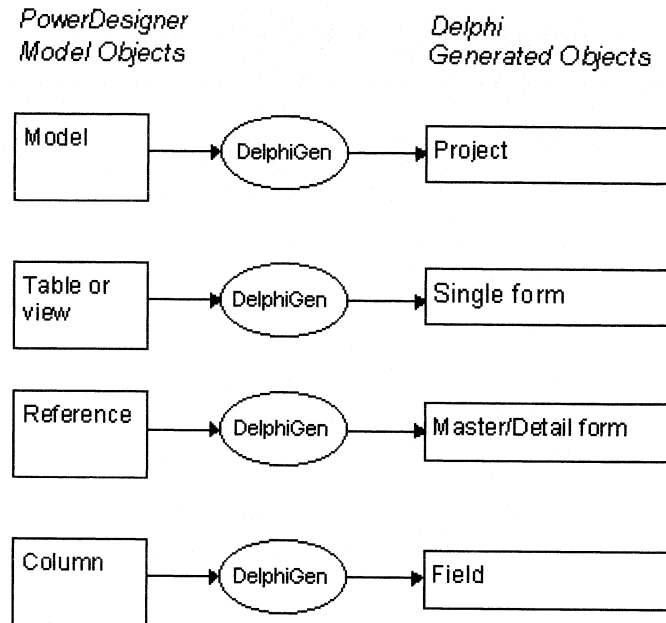 PowerDesigner
Model Objects
Delphi
Generated Objects
Model
DelphiGen
Project
Table or
view
DelphiGen
Single form
Reference
DelphiGen
Master/Detail form
Column
DelphiGen
Field